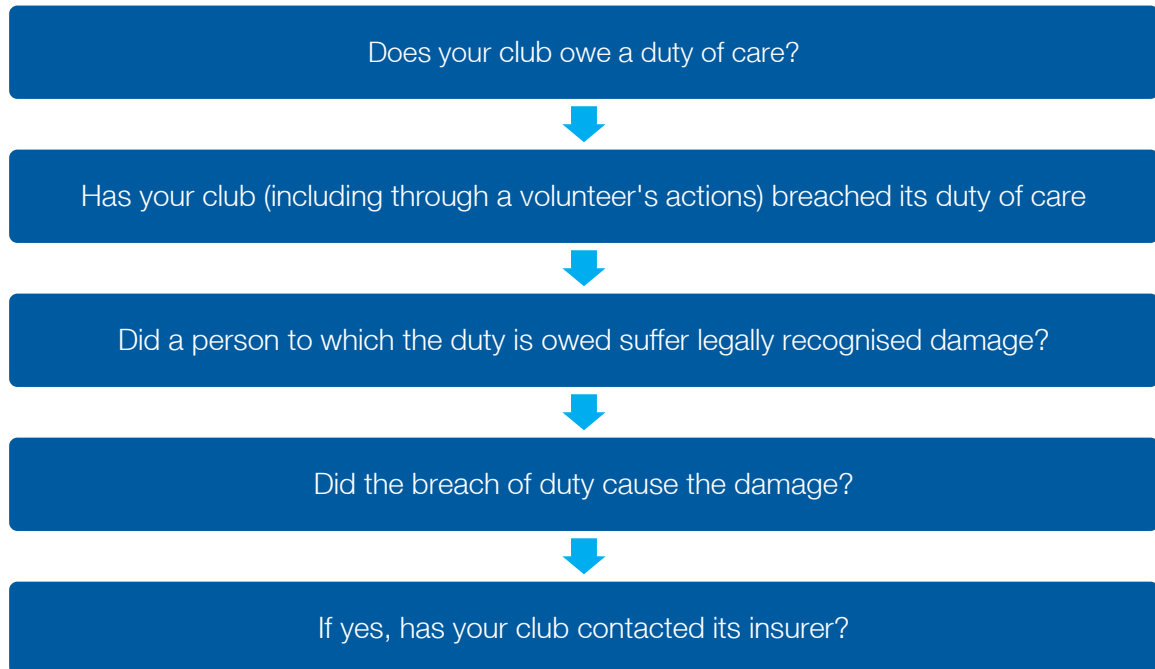 Does your club owe a duty of care?
Has your club (including through a volunteer's actions) breached its duty of care
Did a person to which the duty is owed suffer legally recognised damage?
Did the breach of duty cause the damage?
If yes, has your club contacted its insurer?